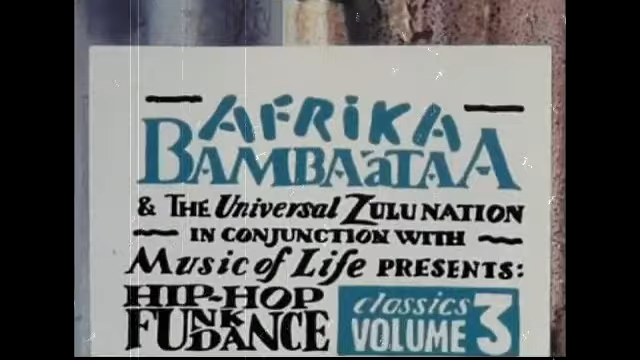 AFRIKA
BAMBAATAA
& THE Universal ZULU NATION
IN CONJUNCTION WITH
Music of Life PRESENTS:
HIP-HOP
FUNK DANCE
classics
VOLUME 3